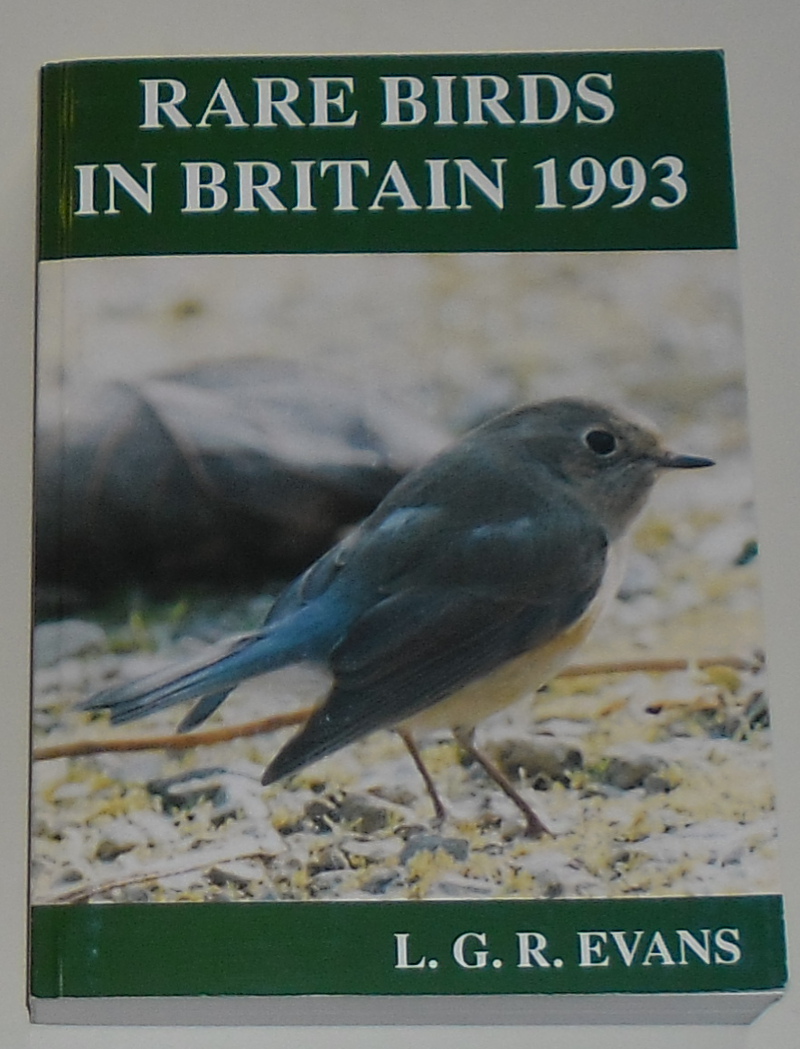 RARE BIRDS
IN BRITAIN 1993
L. G. R. EVANS